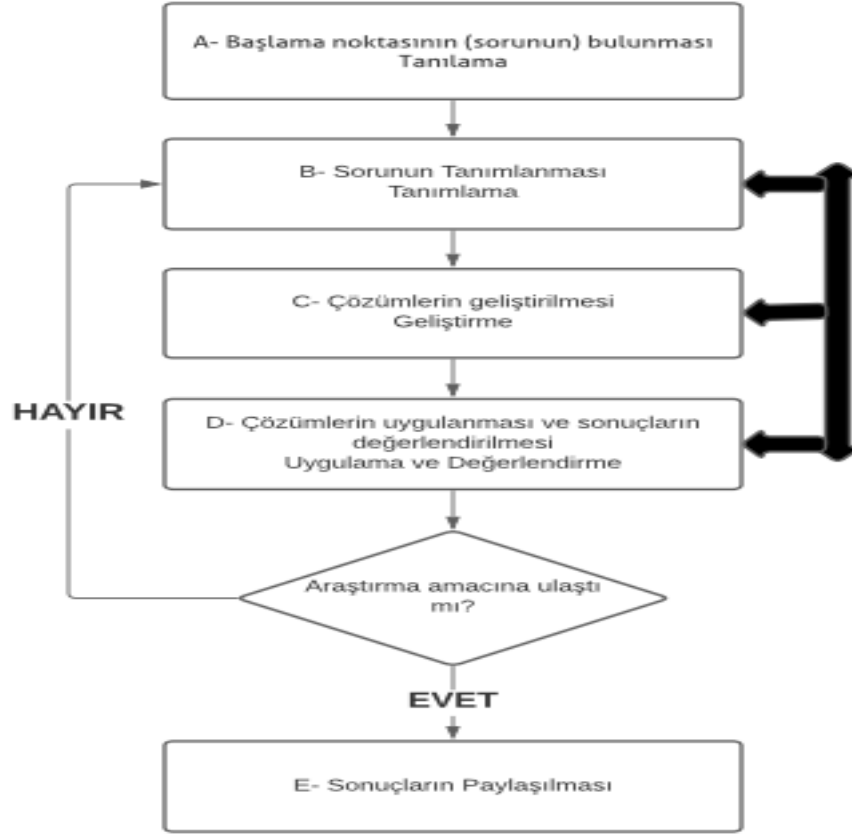 A- Başlama noktasının (sorunun) bulunması
Tanılama
B- Sorunun Tanımlanması
Tanımlama
C- Çözümlerin geliştirilmesi
Geliştirme
HAYIR
D- Çözümlerin uygulanması ve sonuçların
değerlendirilmesi
Uygulama ve Değerlendirme
Araştırma amacına ulaştı
mı?
EVET
E- Sonuçların Paylaşılması